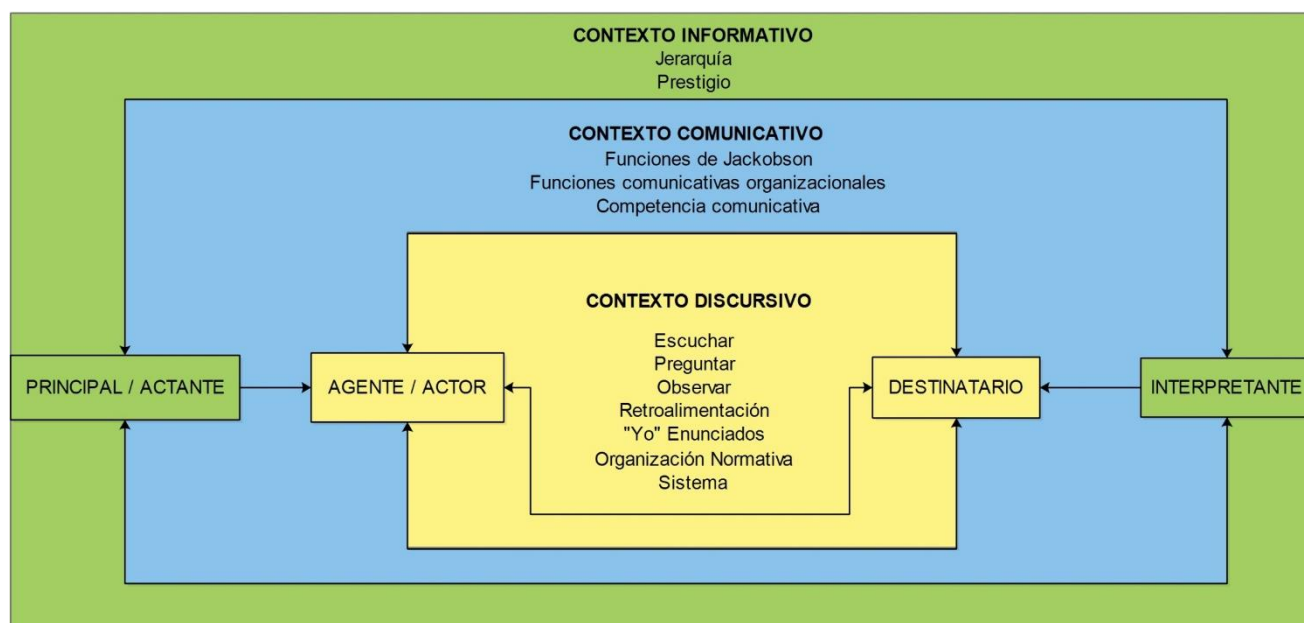 CONTEXTO INFORMATIVO
Jerarquía
Prestigio
CONTEXTO COMUNICATIVO
Funciones de Jackobson
Funciones comunicativas organizacionales
Competencia comunicativa
CONTEXTO DISCURSIVO
Escuchar
Preguntar
Observar
Retroalimentación
"Yo" Enunciados
Organización Normativa
Sistema
PRINCIPAL / ACTANTE
AGENTE / ACTOR
DESTINATARIO
INTERPRETANTE